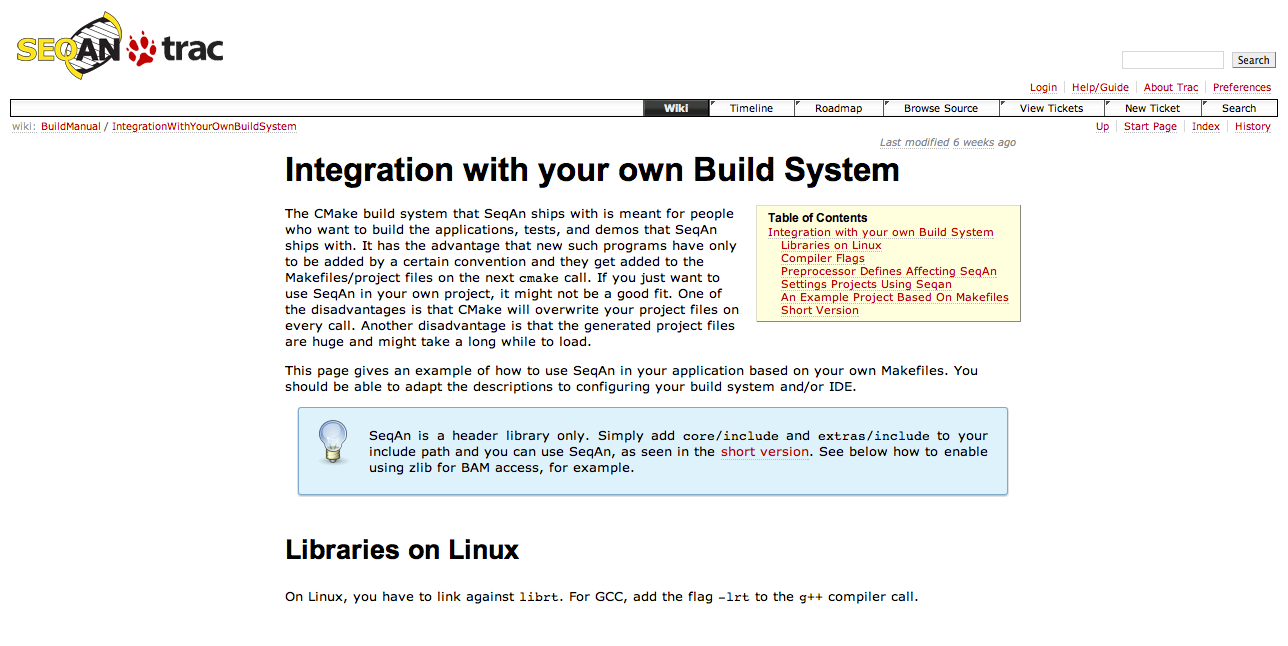 SEQAN trac
Search
Login Help/Guide About Trac Preferences
Wiki Timeline Roadmap Browse Source View Tickets New Ticket Search
wiki: BuildManual / IntegrationWithYourOwnBuildSystem
Up Start Page Index History
Last modified 6 weeks ago
Integration with your own Build System
The CMake build system that SeqAn ships with is meant for people
who want to build the applications, tests, and demos that SeqAn
ships with. It has the advantage that new such programs have only
to be added by a certain convention and they get added to the
Makefiles/project files on the next cmake call. If you just want to
use SeqAn in your own project, it might not be a good fit. One of
the disadvantages is that CMake will overwrite your project files on
every call. Another disadvantage is that the generated project files
are huge and might take a long while to load.
Table of Contents
Integration with your own Build System
Libraries on Linux
Compiler Flags
Preprocessor Defines Affecting SeqAn
Settings Projects Using Seqan
An Example Project Based On Makefiles
Short Version
This page gives an example of how to use SeqAn in your application based on your own Makefiles. You
should be able to adapt the descriptions to configuring your build system and/or IDE.
SeqAn is a header library only. Simply add core/include and extras/include to your
include path and you can use SeqAn, as seen in the short version. See below how to enable
using zlib for BAM access, for example.
Libraries on Linux
On Linux, you have to link against librt. For GCC, add the flag -lrt to the g++ compiler call.